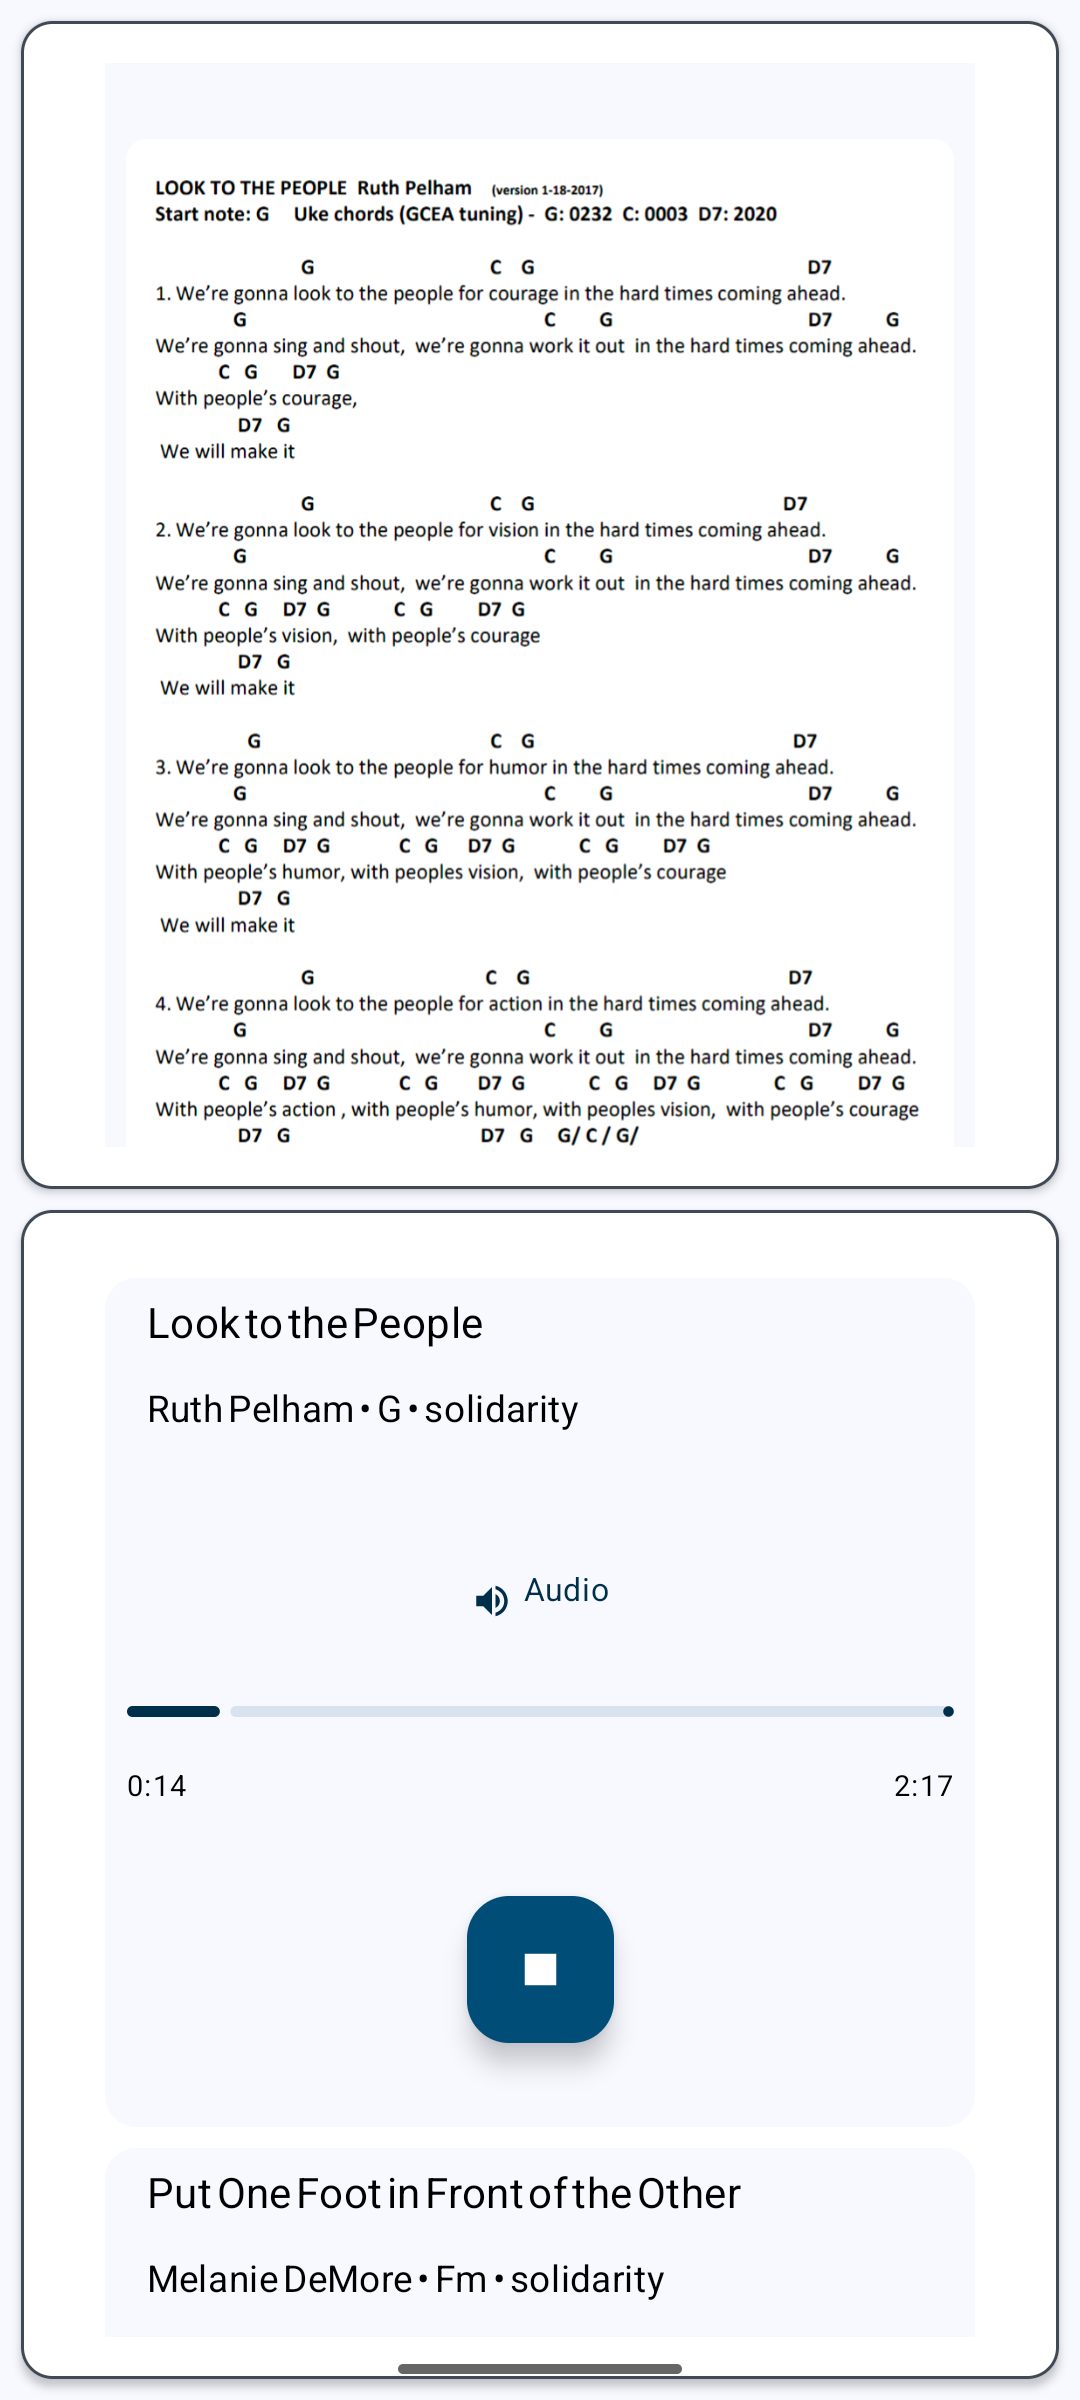 LOOK TO THE PEOPLE Ruth Pelham (version 1-18-2017)
Start note: G Uke chords (GCEA tuning) - G: 0232 C: 0003 D7: 2020
G C G D7
1. We're gonna look to the people for courage in the hard times coming ahead.
G C G D7 G
We're gonna sing and shout, we're gonna work it out in the hard times coming ahead.
C G D7 G
With people's courage,
D7 G
We will make it
G C G D7
2. We're gonna look to the people for vision in the hard times coming ahead.
G C G D7 G
We're gonna sing and shout, we're gonna work it out in the hard times coming ahead.
C G D7 G C G D7 G
With people's vision, with people's courage
D7 G
We will make it
G C G D7
3. We're gonna look to the people for humor in the hard times coming ahead.
G C G D7 G
We're gonna sing and shout, we're gonna work it out in the hard times coming ahead.
C G D7 G C G D7 G C G D7 G
With people's humor, with peoples vision, with people's courage
D7 G
We will make it
G C G D7
4. We're gonna look to the people for action in the hard times coming ahead.
G C G D7 G
We're gonna sing and shout, we're gonna work it out in the hard times coming ahead.
C G D7 G C G D7 G C G D7 G C G D7 G
With people's action , with people's humor, with peoples vision, with people's courage
D7 G D7 G G/ C / G/
Look to the People
Ruth Pelham • G • solidarity
Audio
0:14 2:17
Put One Foot in Front of the Other
Melanie DeMore • Fm • solidarity